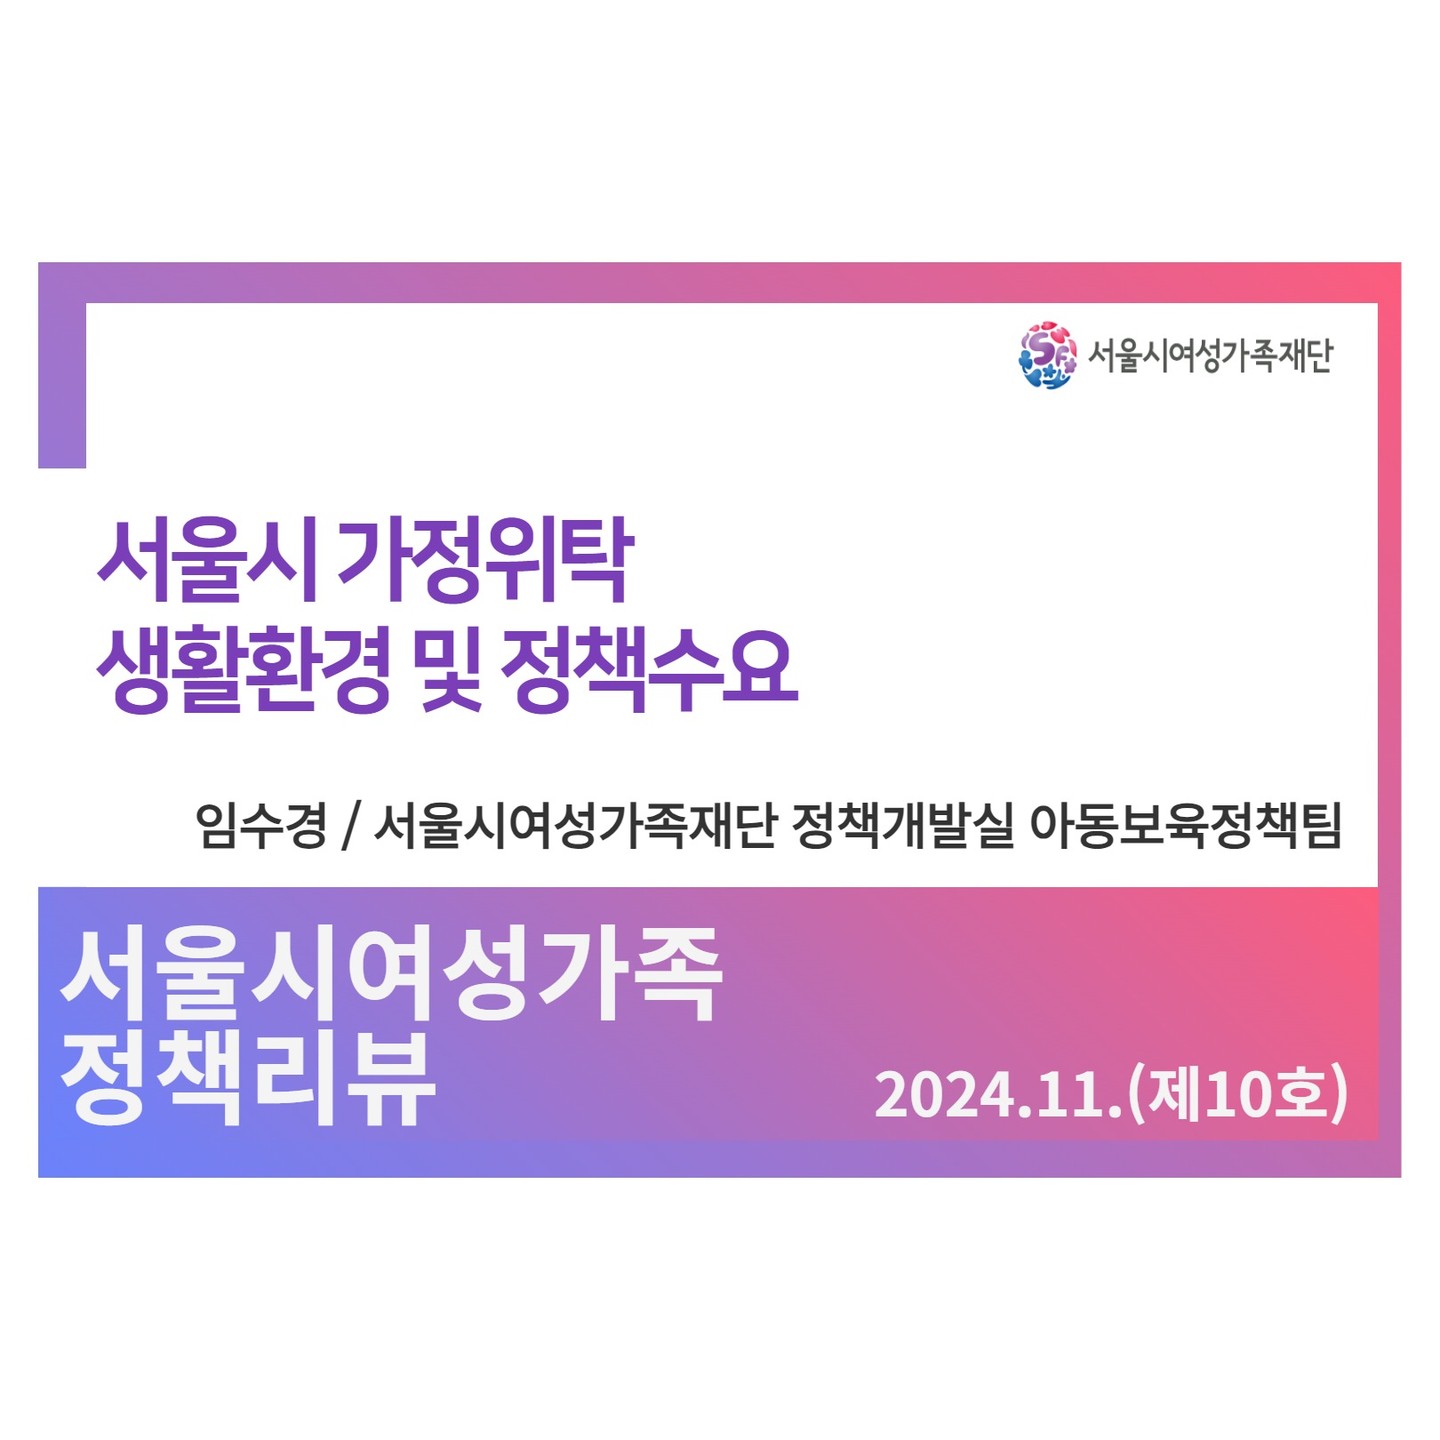 서울시여성가족재단
서울시 가정위탁
생활환경 및 정책수요
임수경 / 서울시여성가족재단 정책개발실 아동보육정책팀
서울시여성가족
정책리뷰
2024.11.(제10호)